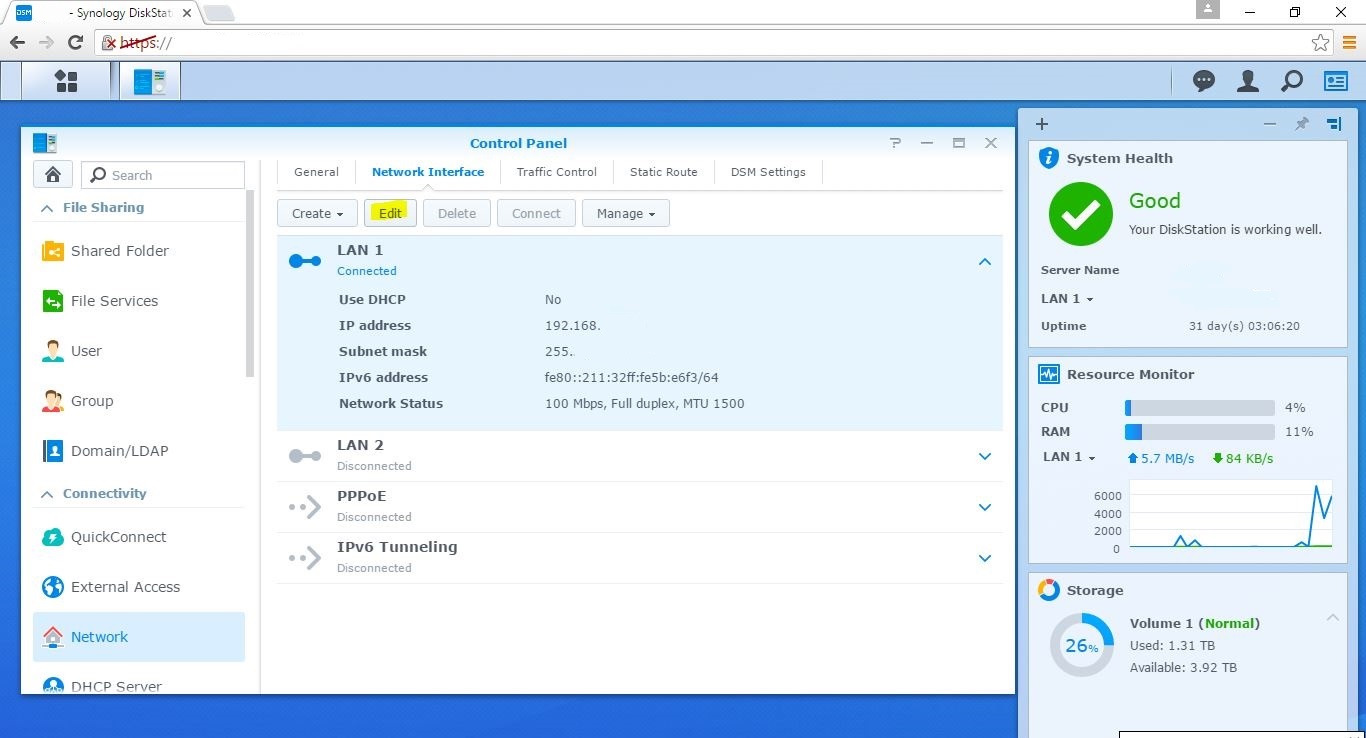 DSM - Synology DiskStat
https://
Control Panel
Search
File Sharing
Shared Folder
File Services
User
Group
Domain/LDAP
Connectivity
QuickConnect
External Access
Network
DHCP Server
General Network Interface Traffic Control Static Route DSM Settings
Create Edit Delete Connect Manage
LAN 1
Connected
Use DHCP No
IP address 192.168.
Subnet mask 255.
IPv6 address fe80::211:32ff:fe5b:e6f3/64
Network Status 100 Mbps, Full duplex, MTU 1500
LAN 2
Disconnected
PPPoE
Disconnected
IPv6 Tunneling
Disconnected
System Health
Good
Your DiskStation is working well.
Server Name
LAN 1
Uptime 31 day(s) 03:06:20
Resource Monitor
CPU 4%
RAM 11%
LAN 1 5.7 MB/s 84 KB/s
6000
4000
2000
0
Storage
26%
Volume 1 (Normal)
Used: 1.31 TB
Available: 3.92 TB